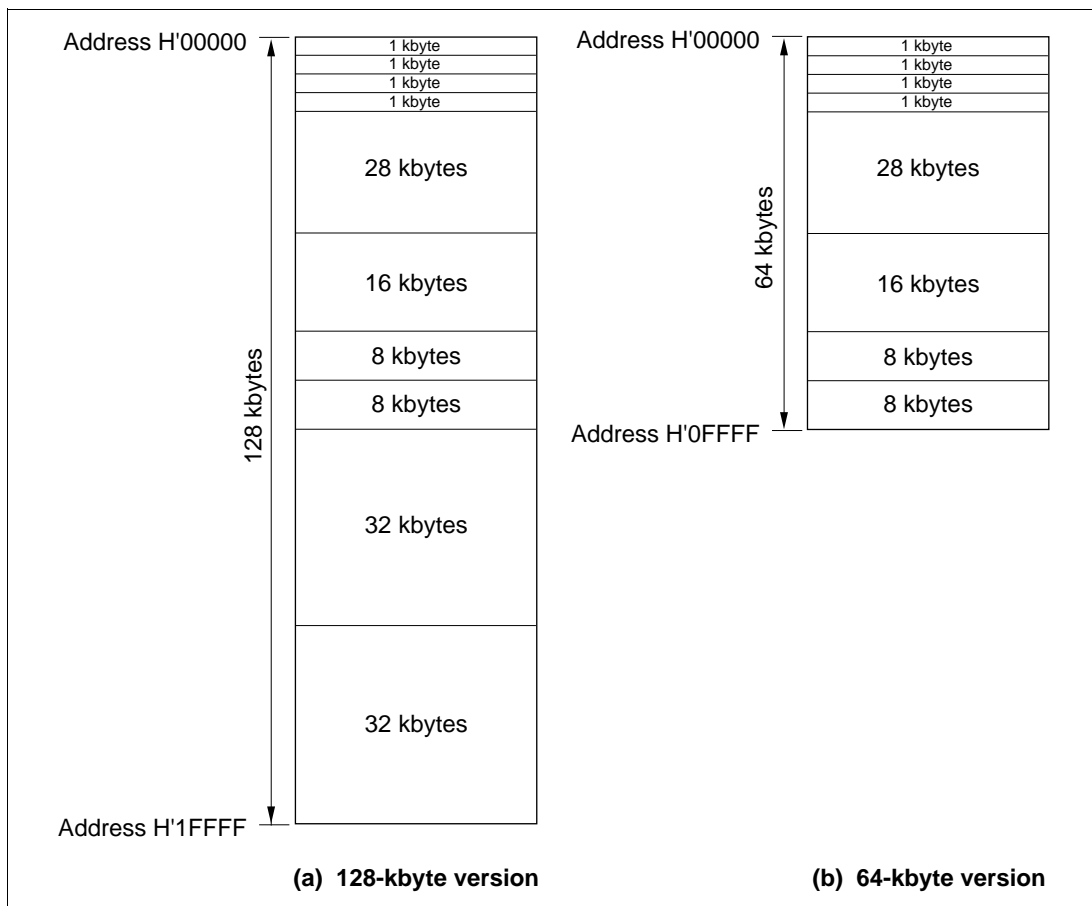 Address H'00000
1 kbyte
1 kbyte
1 kbyte
1 kbyte
28 kbytes
16 kbytes
8 kbytes
8 kbytes
32 kbytes
32 kbytes
128 kbytes
Address H'1FFFF
(a) 128-kbyte version
Address H'00000
1 kbyte
1 kbyte
1 kbyte
1 kbyte
28 kbytes
16 kbytes
8 kbytes
8 kbytes
64 kbytes
Address H'0FFFF
(b) 64-kbyte version